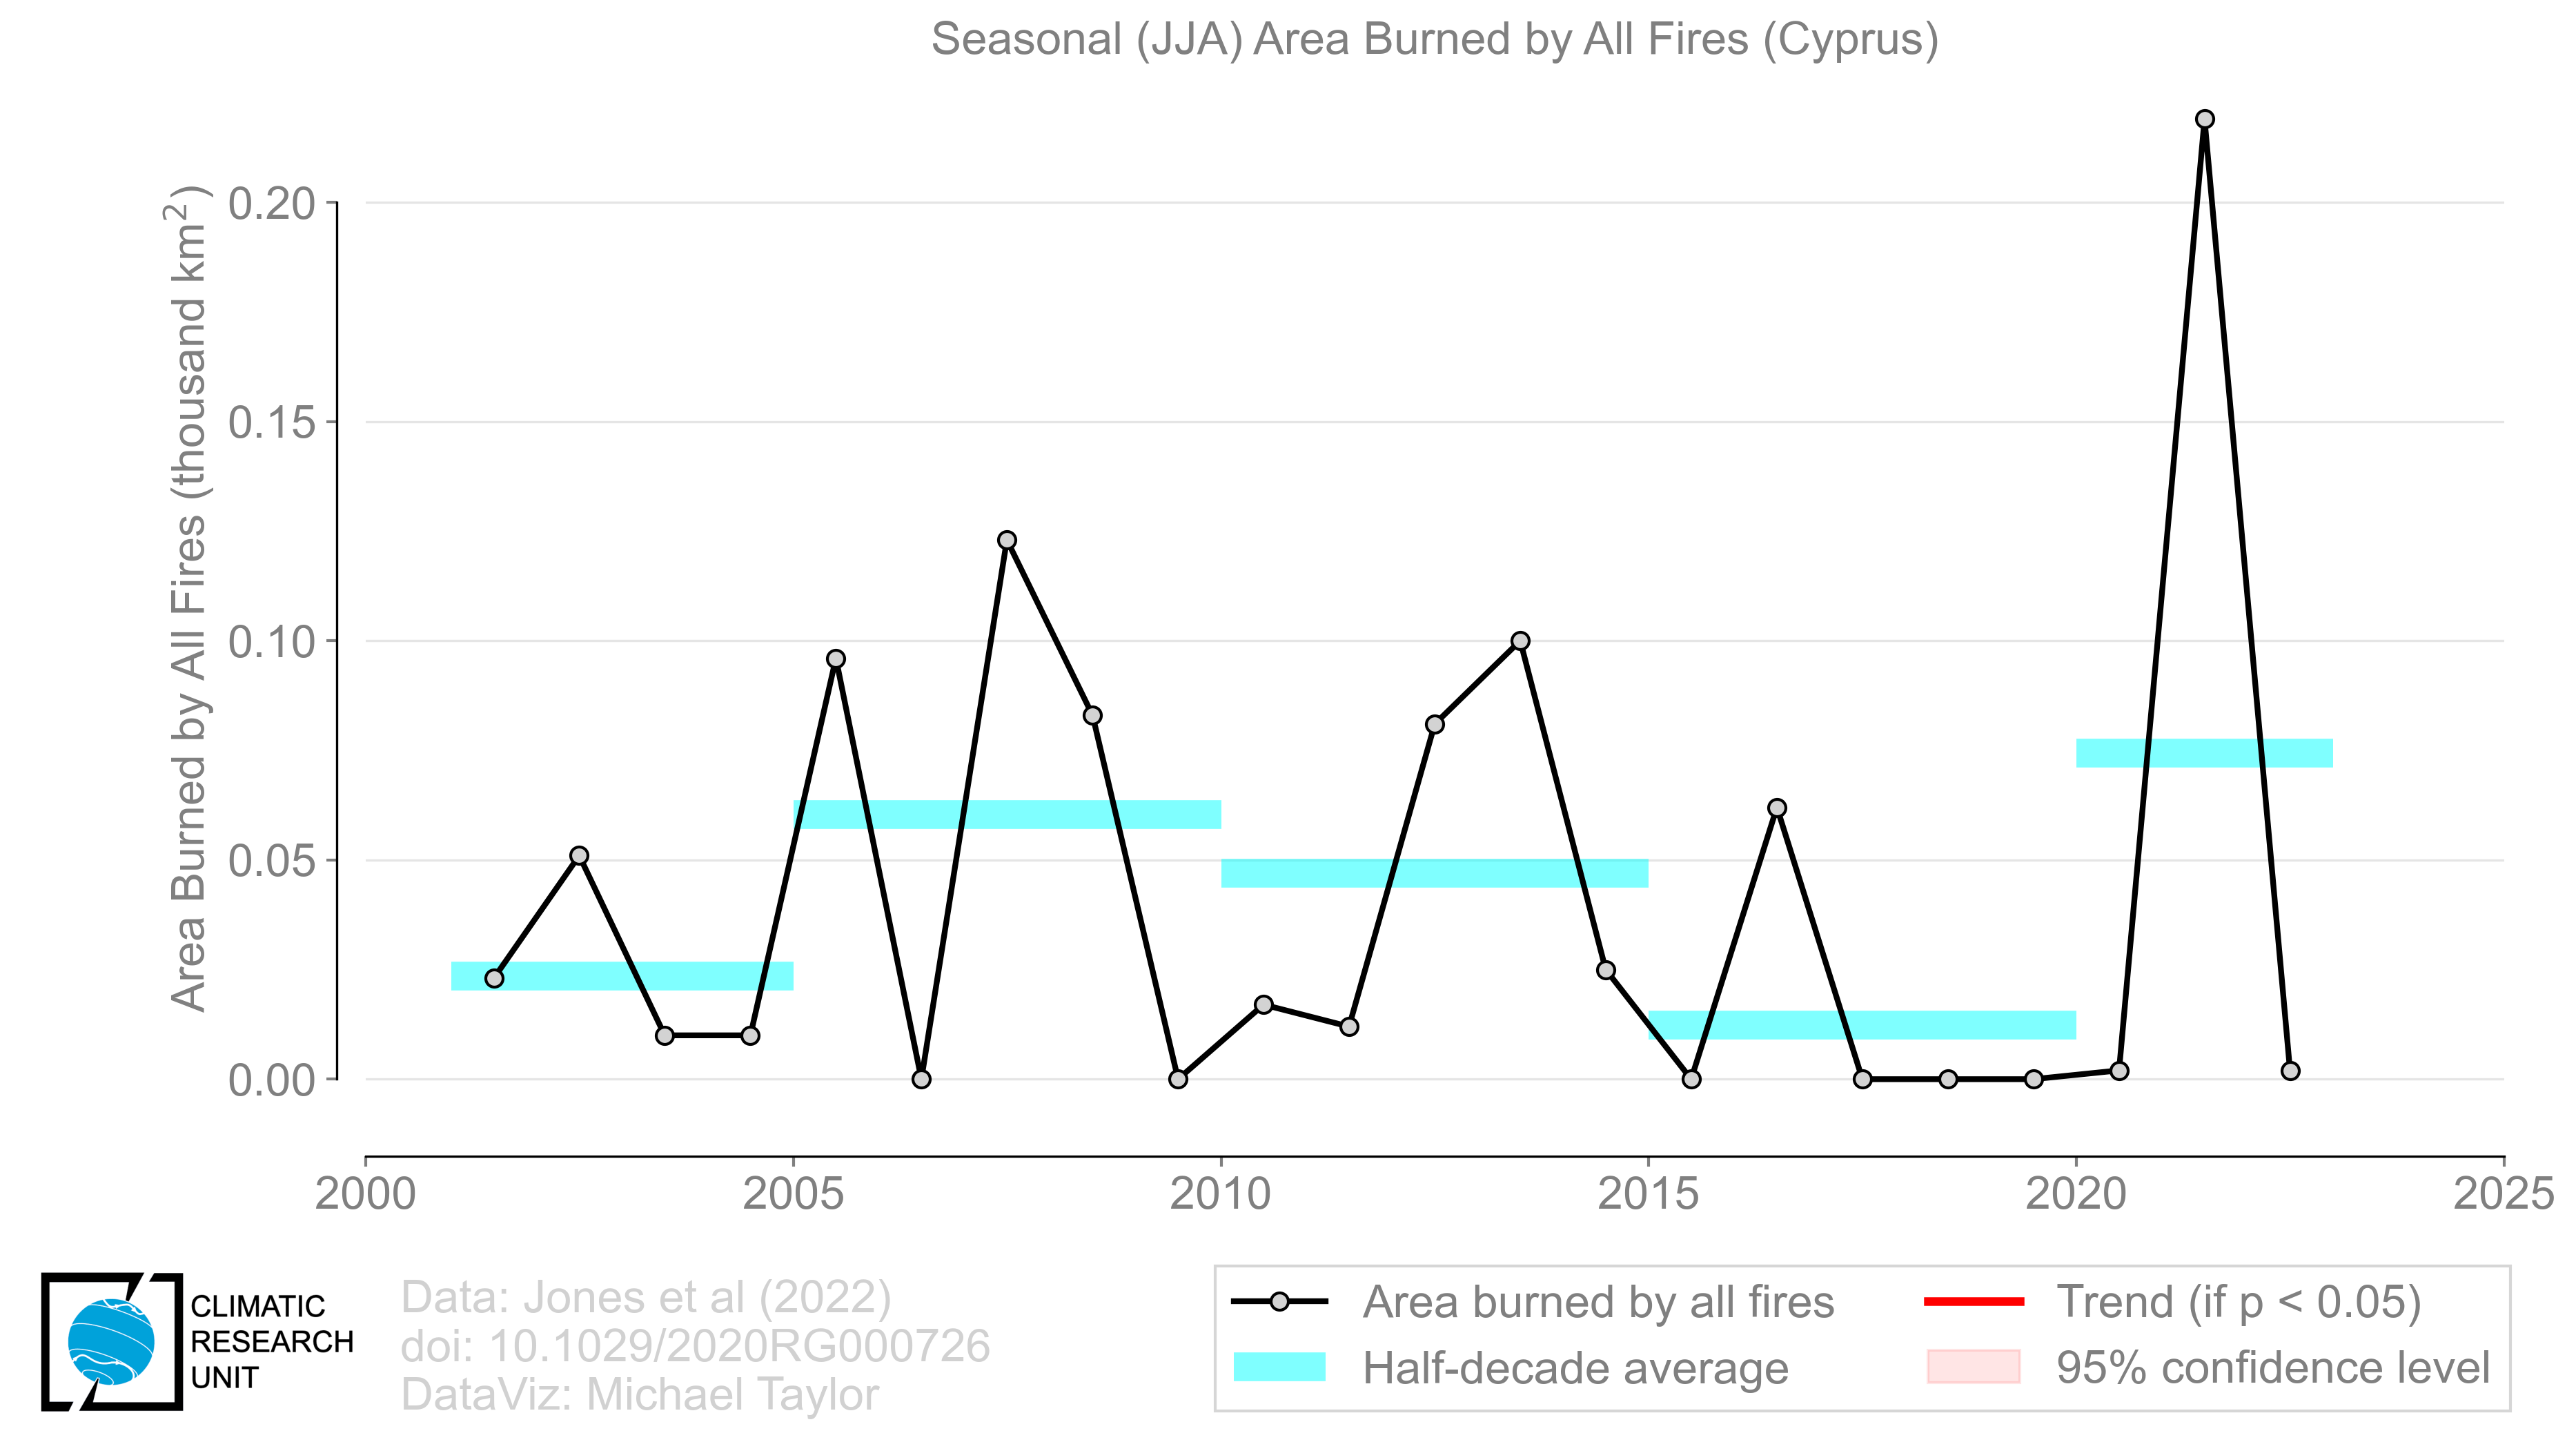 Seasonal (JJA) Area Burned by All Fires (Cyprus)
Area Burned by All Fires (thousand km²)
0.20
0.15
0.10
0.05
0.00
2000
2005
2010
2015
2020
2025
CLIMATIC
RESEARCH
UNIT
Data: Jones et al (2022)
doi: 10.1029/2020RG000726
DataViz: Michael Taylor
Area burned by all fires
Half-decade average
Trend (if p < 0.05)
95% confidence level